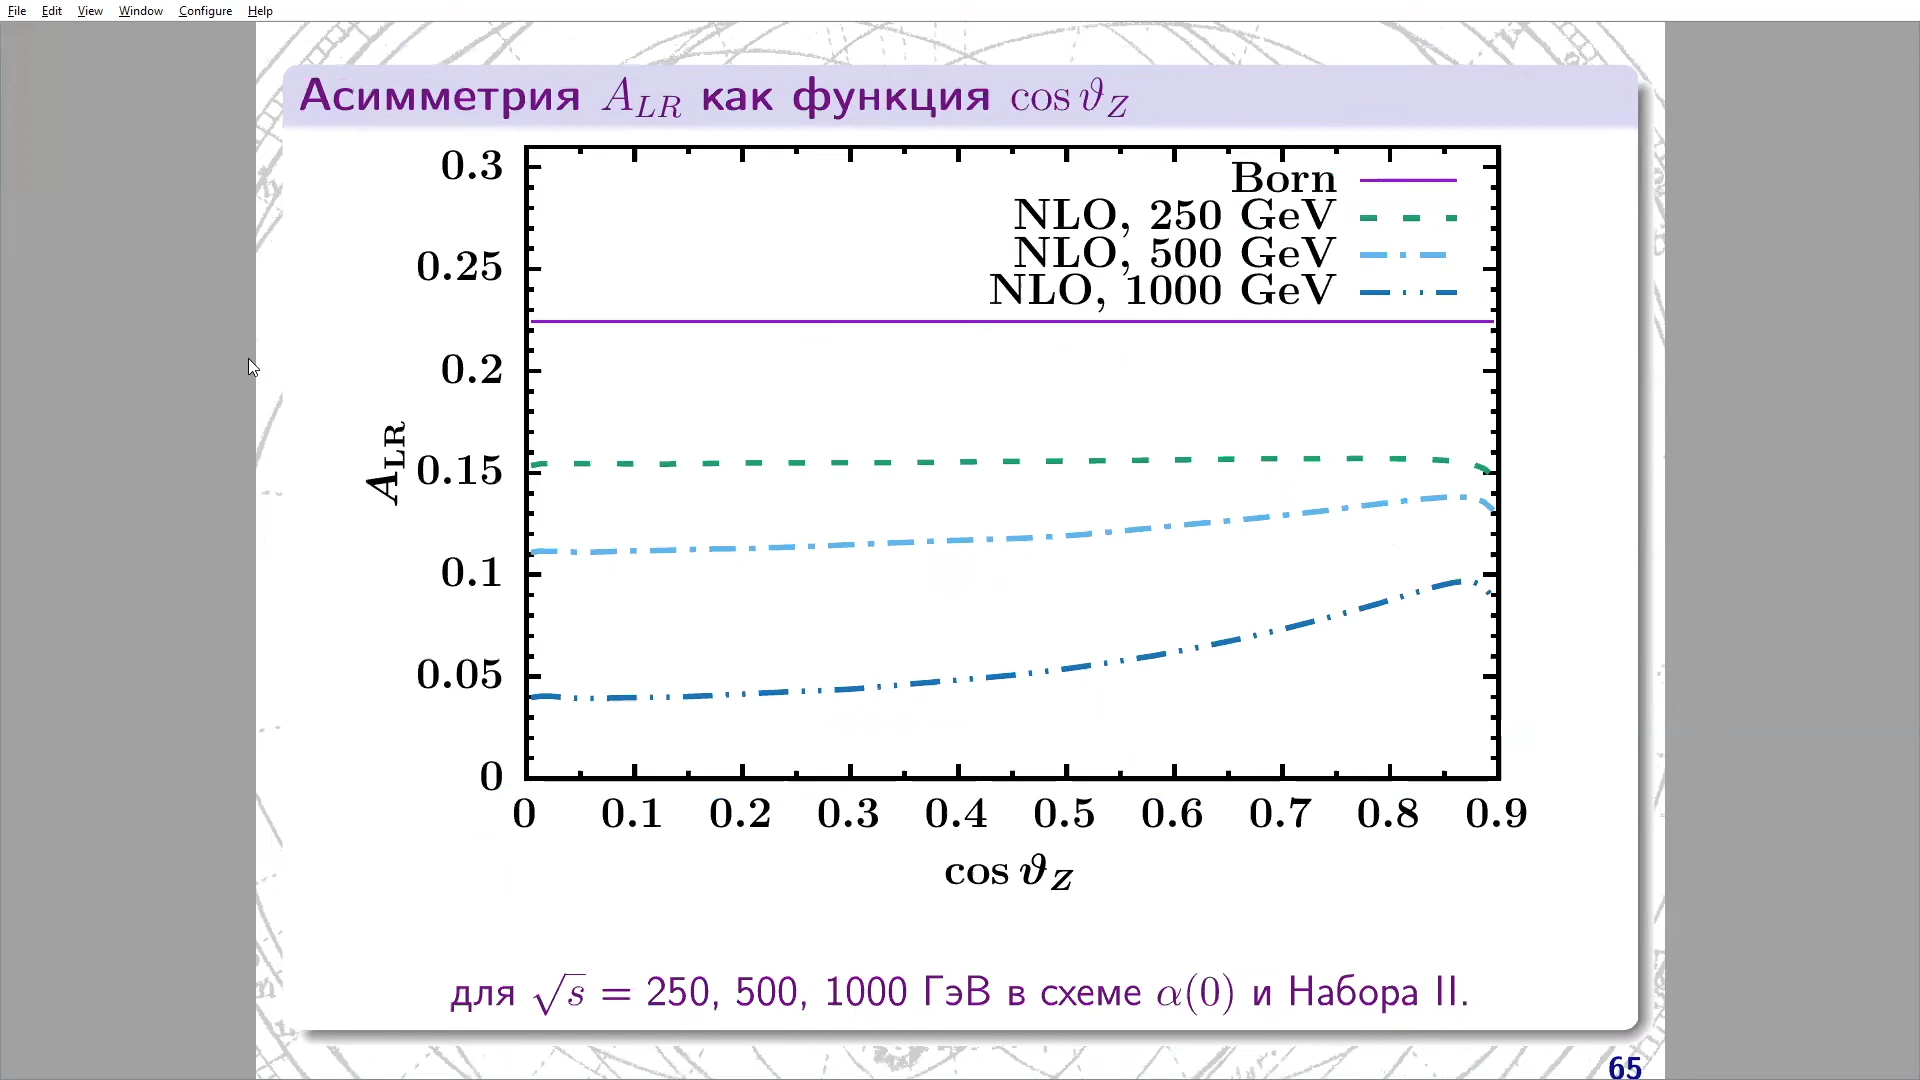 File Edit View Window Configure Help
Асимметрия A_LR как функция cos ϑ_Z
Born
NLO, 250 GeV
NLO, 500 GeV
NLO, 1000 GeV
0.3
0.25
0.2
0.15
0.1
0.05
0
A_LR
0 0.1 0.2 0.3 0.4 0.5 0.6 0.7 0.8 0.9
cos ϑ_Z
для √s = 250, 500, 1000 ГэВ в схеме α(0) и Набора II.
65